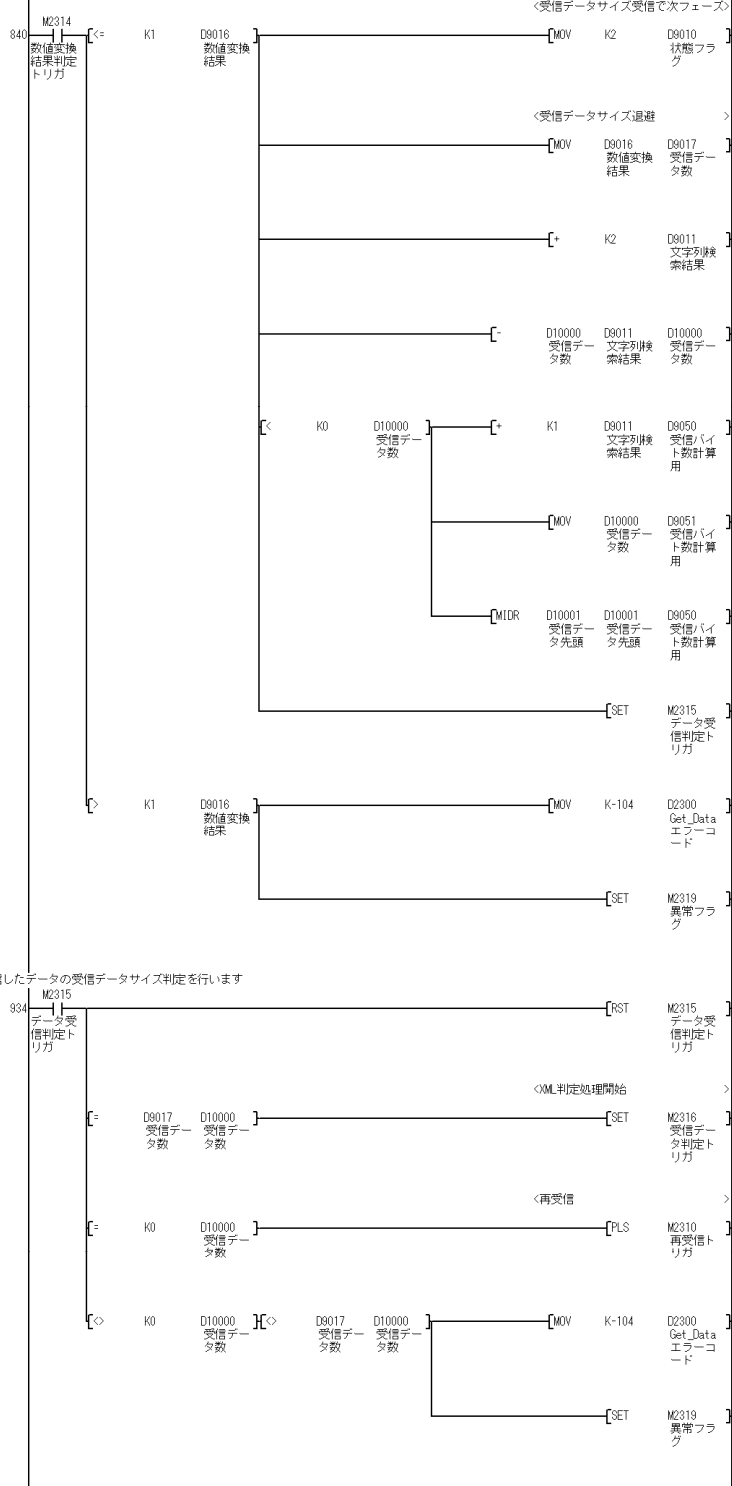 <受信データサイズ受信で次フェーズ>
M2314
840 <= K1 D9016 MOV K2 D9010
数値変換 数値変換 状態フラ
結果判定 結果 グ
トリガ
<受信データサイズ退避 >
MOV D9016 D9017
数値変換 受信デー
結果 タ数
+ K2 D9011
文字列検
索結果
- D10000 D9011 D10000
受信デー 文字列検 受信デー
タ数 索結果 タ数
< K0 D10000 + K1 D9011 D9050
受信デー 文字列検 受信バイ
タ数 索結果 ト数計算
用
MOV D10000 D9051
受信デー 受信バイ
タ数 ト数計算
用
MIDR D10001 D10001 D9050
受信デー 受信デー 受信バイ
タ先頭 タ先頭 ト数計算
用
SET M2315
データ受
信判定ト
リガ
> K1 D9016 MOV K-104 D2300
数値変換 Get_Data
結果 エラーコ
ード
SET M2319
異常フラ
グ
したデータの受信データサイズ判定を行います
M2315
934 RST M2315
データ受 データ受
信判定ト 信判定ト
リガ リガ
<XML判定処理開始 >
= D9017 D10000 SET M2316
受信デー 受信デー 受信デー
タ数 タ数 タ判定ト
リガ
<再受信 >
= K0 D10000 PLS M2310
受信デー 再受信ト
タ数 リガ
<> K0 D10000 <> D9017 D10000 MOV K-104 D2300
受信デー 受信デー 受信デー Get_Data
タ数 タ数 タ数 エラーコ
ード
SET M2319
異常フラ
グ